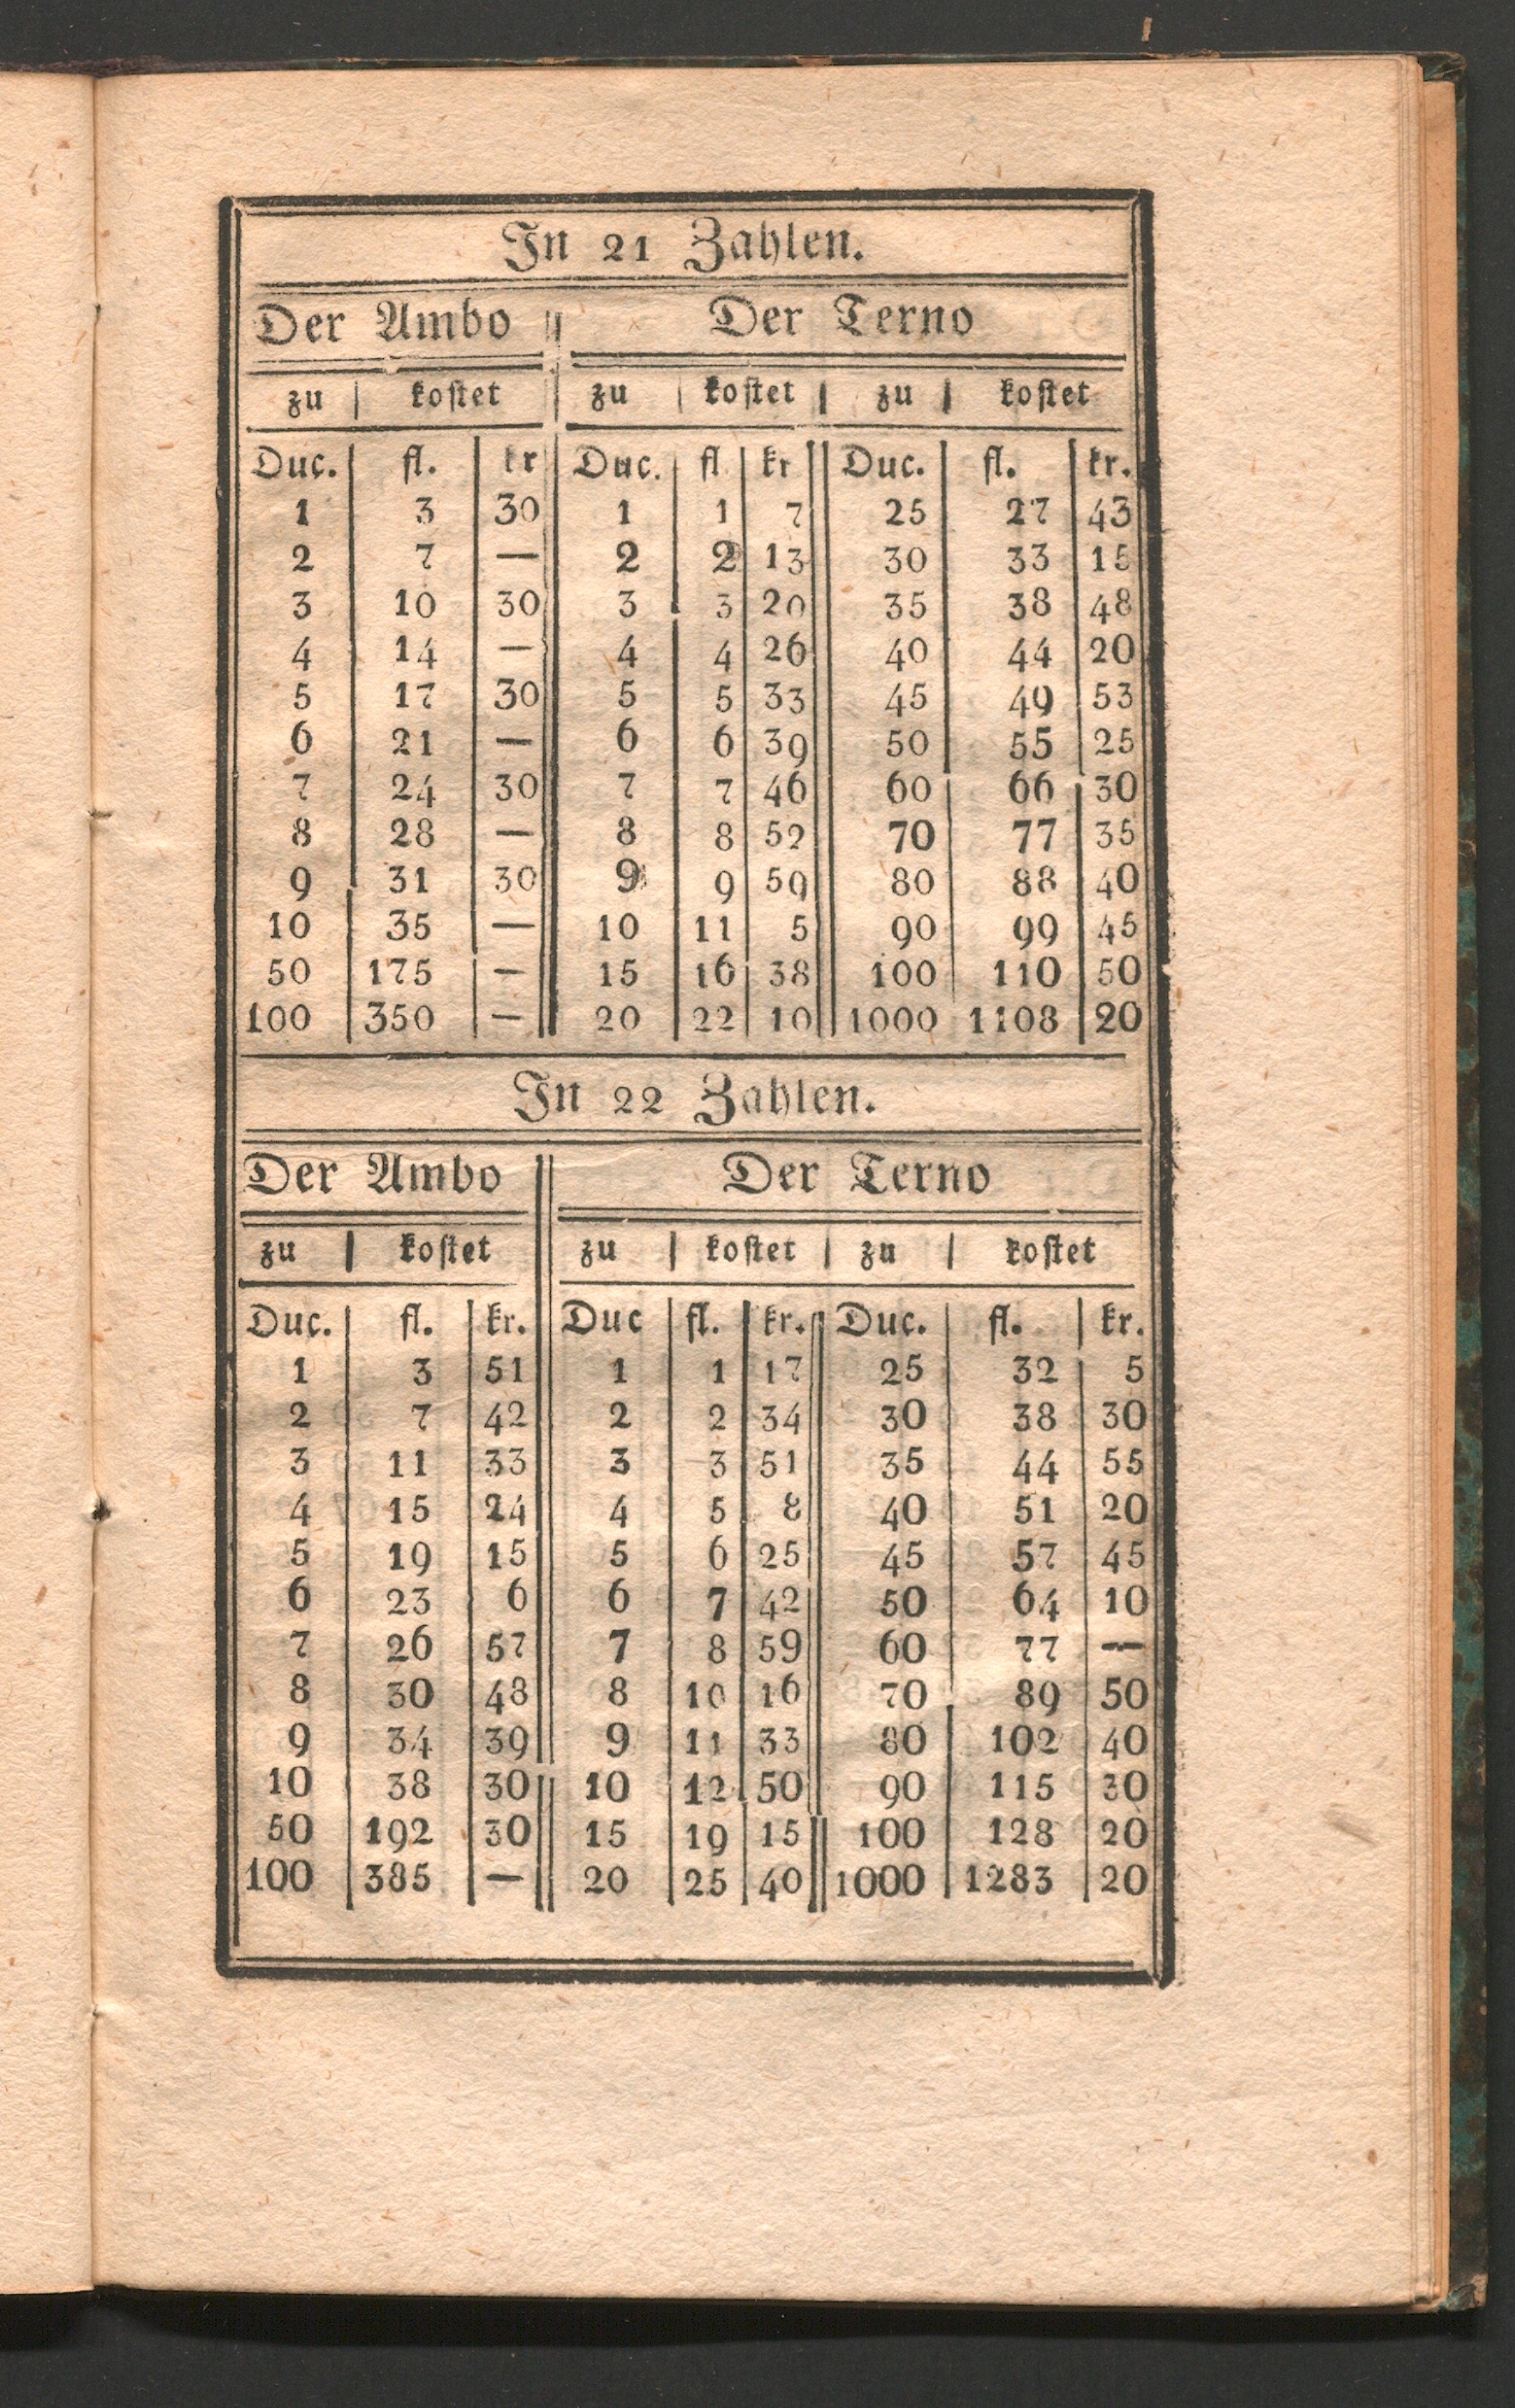 In 21 Zahlen.
Der Ambo Der Terno
zu kostet zu kostet zu kostet
Duc. fl. kr Duc. fl kr Duc. fl. kr.
1 3 30 1 1 7 25 27 43
2 7 — 2 2 13 30 33 15
3 10 30 3 3 20 35 38 48
4 14 — 4 4 26 40 44 20
5 17 30 5 5 33 45 49 53
6 21 — 6 6 39 50 55 25
7 24 30 7 7 46 60 66 30
8 28 — 8 8 52 70 77 35
9 31 30 9 9 59 80 88 40
10 35 — 10 11 5 90 99 45
50 175 — 15 16 38 100 110 50
100 350 — 20 22 10 1000 1108 20
In 22 Zahlen.
Der Ambo Der Terno
zu kostet zu kostet zu kostet
Duc. fl. kr. Duc fl. kr. Duc. fl. kr.
1 3 51 1 1 17 25 32 5
2 7 42 2 2 34 30 38 30
3 11 33 3 3 51 35 44 55
4 15 24 4 5 8 40 51 20
5 19 15 5 6 25 45 57 45
6 23 6 6 7 42 50 64 10
7 26 57 7 8 59 60 77 —
8 30 48 8 10 16 70 89 50
9 34 39 9 11 33 80 102 40
10 38 30 10 12 50 90 115 30
50 192 30 15 19 15 100 128 20
100 385 — 20 25 40 1000 1283 20